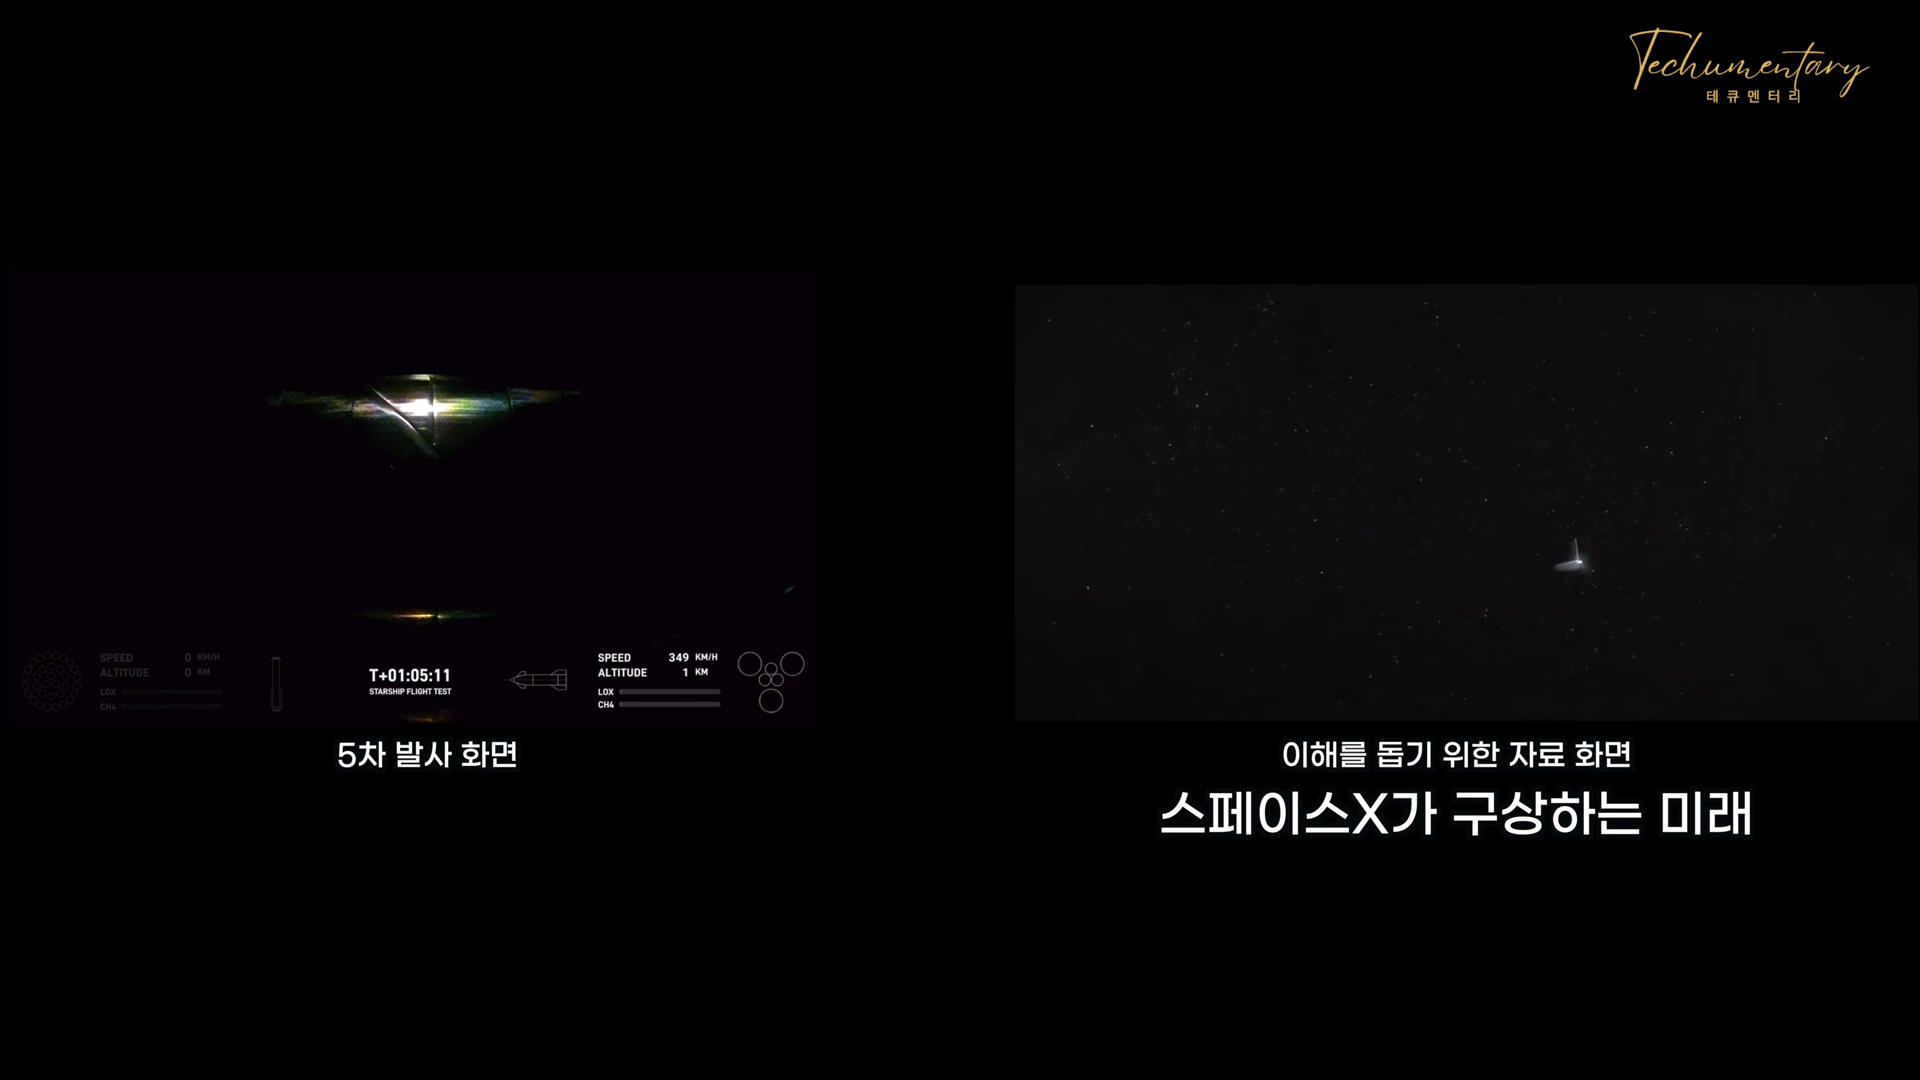 Techumentary
테큐멘터리
SPEED 0 KM/H
ALTITUDE 0 KM
LOX
CH4
T+01:05:11
STARSHIP FLIGHT TEST
SPEED 349 KM/H
ALTITUDE 1 KM
LOX
CH4
5차 발사 화면
이해를 돕기 위한 자료 화면
스페이스X가 구상하는 미래